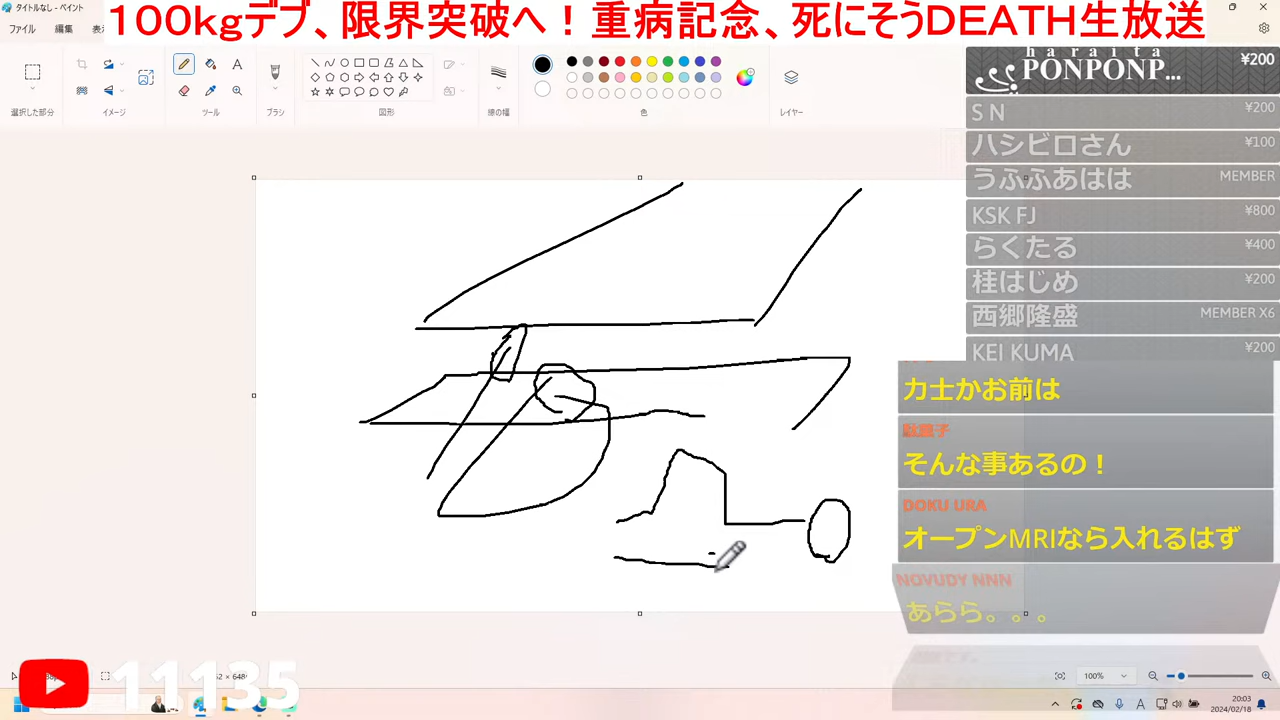 タイトルなし - ペイント
100kgデブ、限界突破へ！重病記念、死にそうDEATH生放送
ファイル 編集
選択した部分 イメージ ツール ブラシ 図形 線の幅 色 レイヤー
haraita
PONPONP... ¥200
S N ¥200
ハシビロさん ¥100
うふふあはは MEMBER
KSK FJ ¥800
らくたる ¥400
桂はじめ ¥200
西郷隆盛 MEMBER X6
KEI KUMA ¥200
力士かお前は
そんな事あるの！
DOKU URA
オープンMRIなら入れるはず
NOVUDY NNN
あらら。。。
11135
100%
A 20:03
2024/02/18